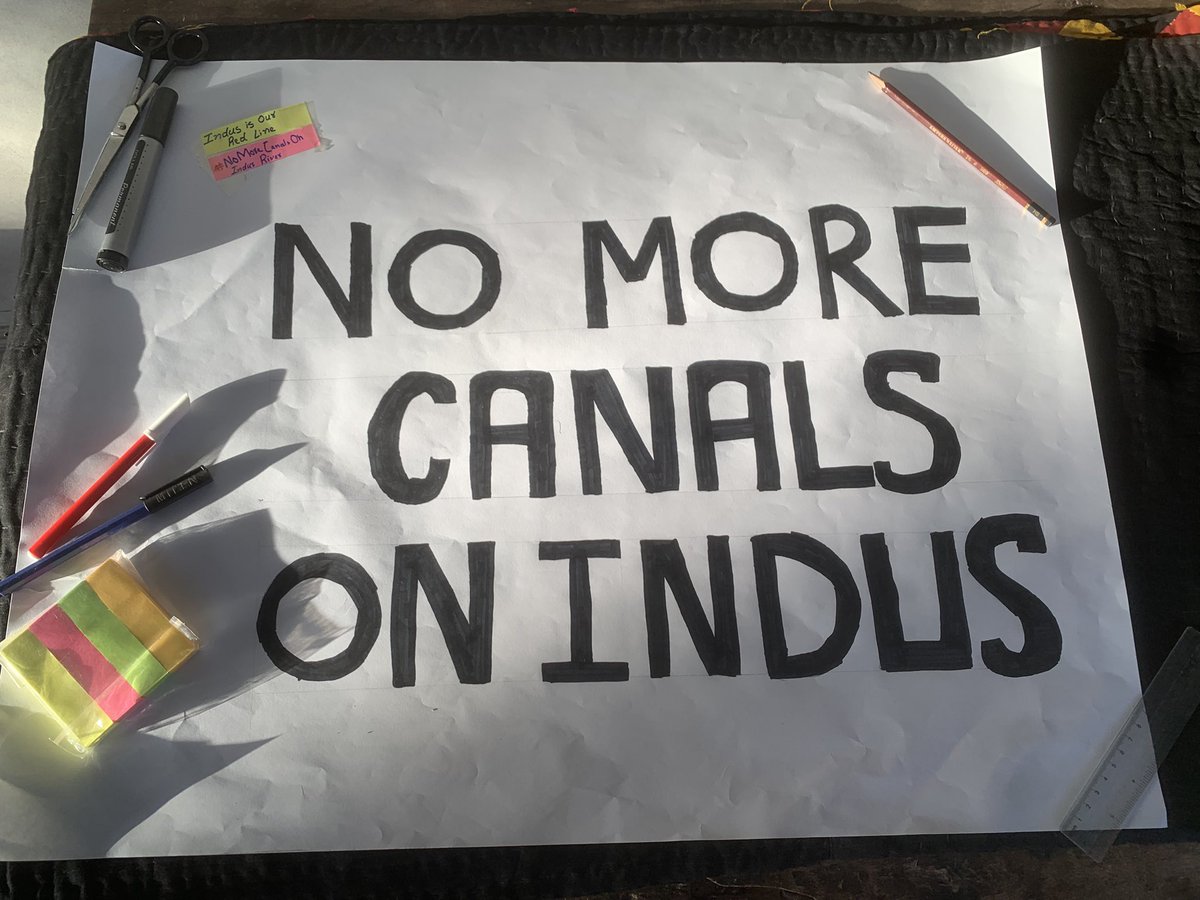 Indus is Our
Red Line
#NoMoreCanalsOn
Indus River
NO MORE
CANALS
ON INDUS